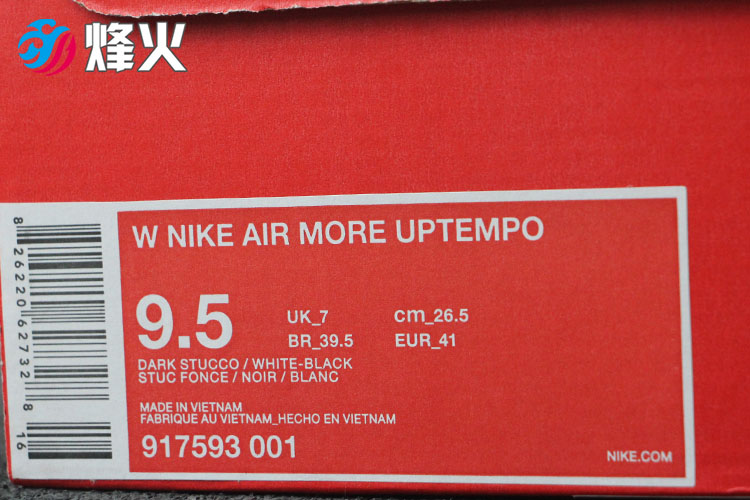 烽火
W NIKE AIR MORE UPTEMPO
9.5
UK_7 cm_26.5
BR_39.5 EUR_41
DARK STUCCO / WHITE-BLACK
STUC FONCE / NOIR / BLANC
MADE IN VIETNAM
FABRIQUE AU VIETNAM_HECHO EN VIETNAM
917593 001
NIKE.COM
8 26220 62732 8
16